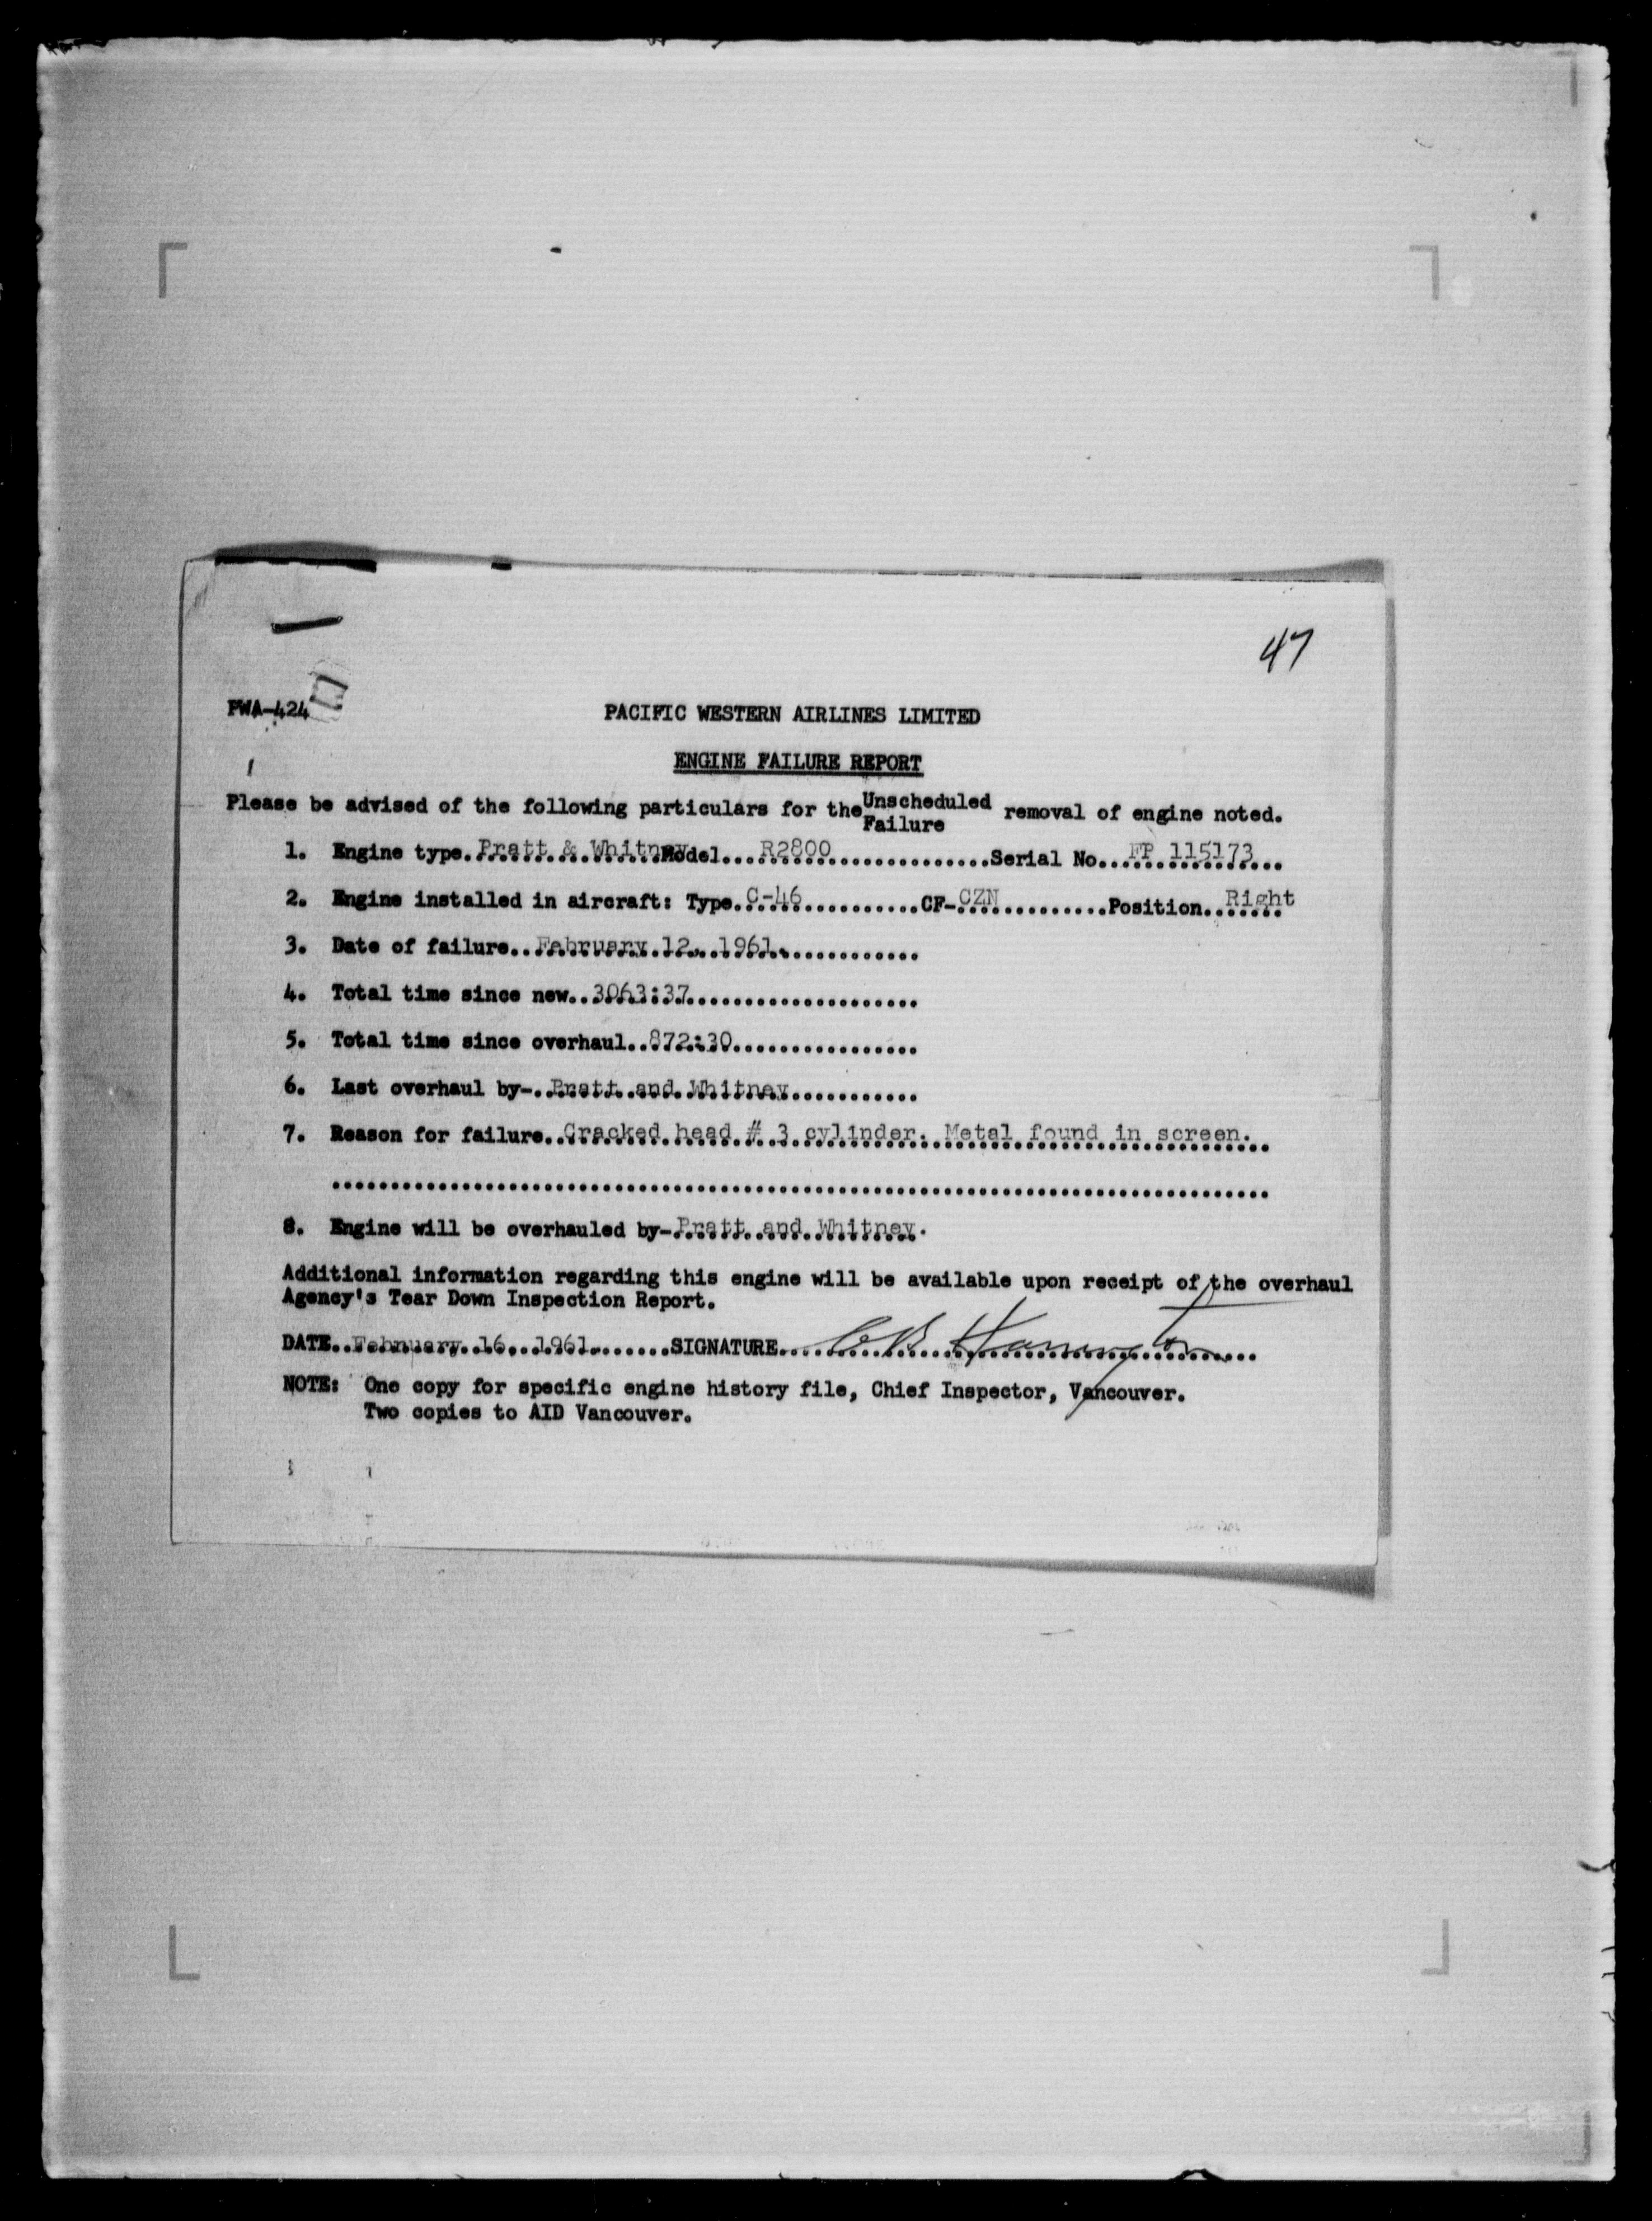 47
PWA-424
PACIFIC WESTERN AIRLINES LIMITED
ENGINE FAILURE REPORT
Please be advised of the following particulars for the Unscheduled removal of engine noted.
Failure
1. Engine type. Pratt & Whitney Model....R2800....................Serial No...FP 115173...
2. Engine installed in aircraft: Type.C-46..............CF-CZN............Position..Right
3. Date of failure..February 12, 1961.............
4. Total time since new..3063:37....................
5. Total time since overhaul..872:30................
6. Last overhaul by-..Pratt and Whitney............
7. Reason for failure..Cracked head # 3 cylinder. Metal found in screen.
................................................................................
8. Engine will be overhauled by-Pratt and Whitney.
Additional information regarding this engine will be available upon receipt of the overhaul
Agency's Tear Down Inspection Report.
DATE..February 16, 1961.......SIGNATURE....C B Harrington....
NOTE: One copy for specific engine history file, Chief Inspector, Vancouver.
Two copies to AID Vancouver.